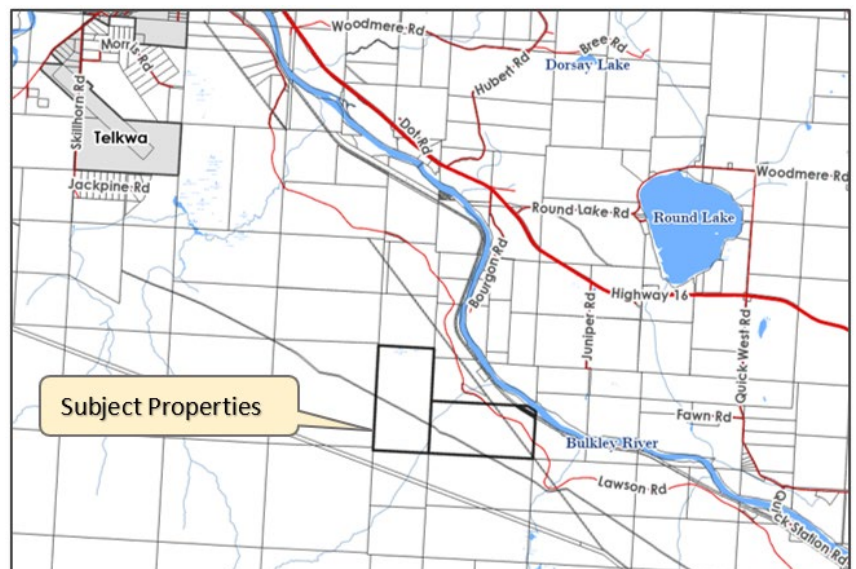 Woodmere Rd
Morris Rd
Bree Rd
Dorsay Lake
Hubert Rd
Skillhorn Rd
Dot Rd
Telkwa
Woodmere Rd
Jackpine Rd
Round Lake Rd
Round Lake
Bourgon Rd
Highway 16
Juniper Rd
Quick West Rd
Subject Properties
Fawn Rd
Bulkley River
Lawson Rd
Quick Station Rd